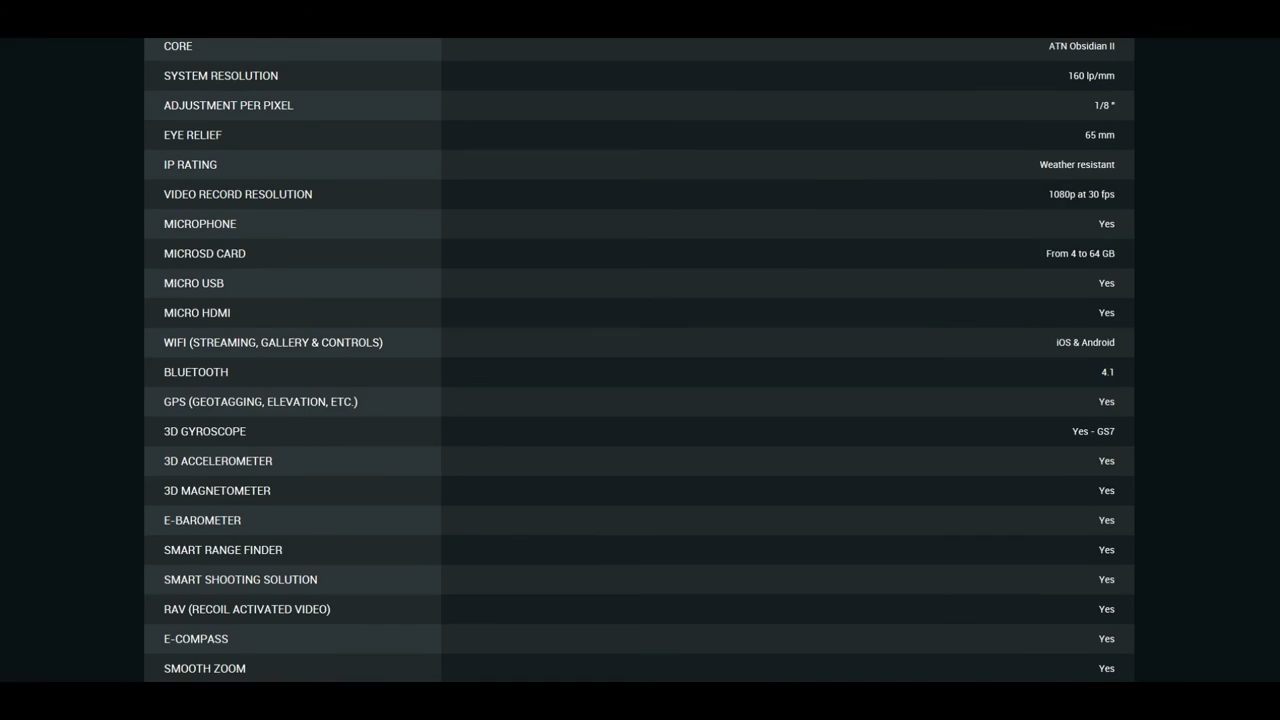 CORE ATN Obsidian II
SYSTEM RESOLUTION 160 lp/mm
ADJUSTMENT PER PIXEL 1/8 "
EYE RELIEF 65 mm
IP RATING Weather resistant
VIDEO RECORD RESOLUTION 1080p at 30 fps
MICROPHONE Yes
MICROSD CARD From 4 to 64 GB
MICRO USB Yes
MICRO HDMI Yes
WIFI (STREAMING, GALLERY & CONTROLS) iOS & Android
BLUETOOTH 4.1
GPS (GEOTAGGING, ELEVATION, ETC.) Yes
3D GYROSCOPE Yes - GS7
3D ACCELEROMETER Yes
3D MAGNETOMETER Yes
E-BAROMETER Yes
SMART RANGE FINDER Yes
SMART SHOOTING SOLUTION Yes
RAV (RECOIL ACTIVATED VIDEO) Yes
E-COMPASS Yes
SMOOTH ZOOM Yes